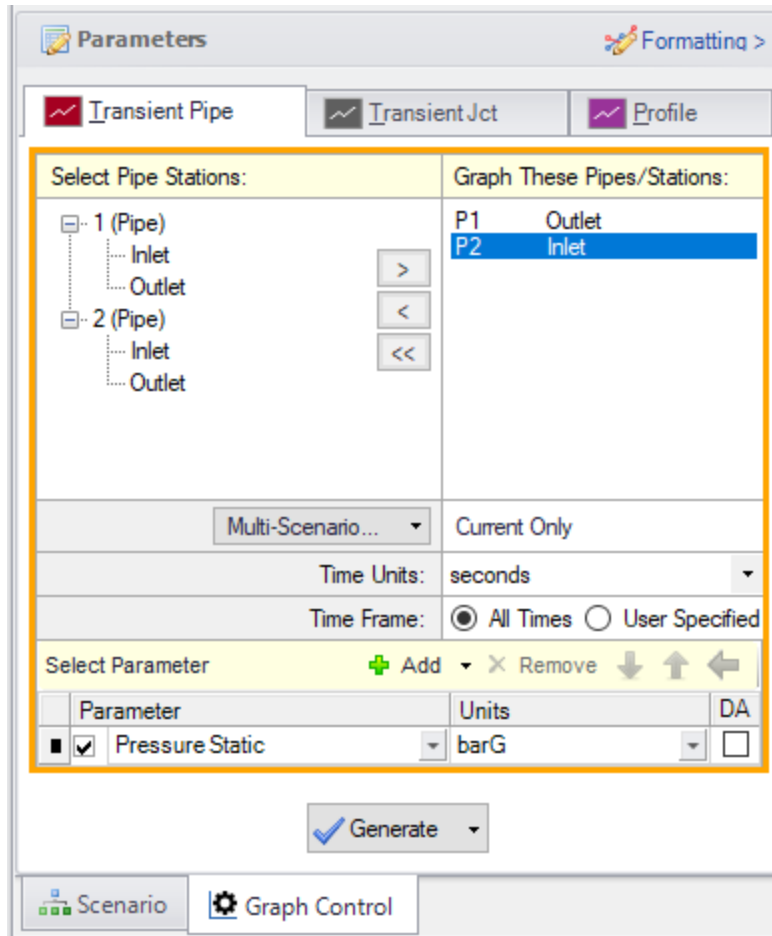 Parameters Formatting >
Transient Pipe Transient Jct Profile
Select Pipe Stations: Graph These Pipes/Stations:
1 (Pipe) P1 Outlet
Inlet P2 Inlet
>
Outlet
2 (Pipe) <
Inlet <<
Outlet
Multi-Scenario... Current Only
Time Units: seconds
Time Frame: All Times User Specified
Select Parameter Add Remove
Parameter Units DA
Pressure Static barG
Generate
Scenario Graph Control